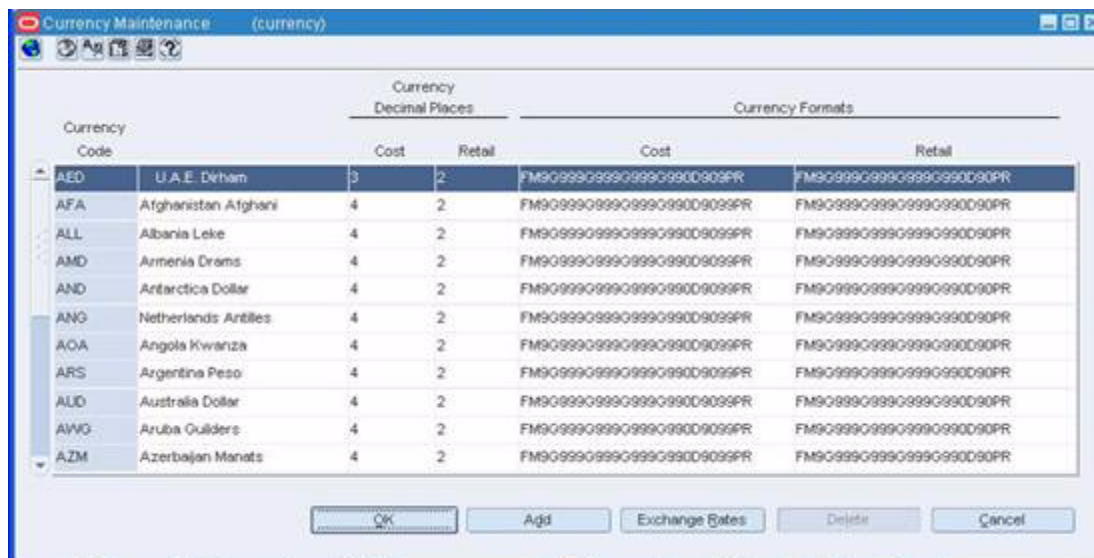 Currency Maintenance (currency)
Currency
Decimal Places
Currency Formats
Currency
Code
Cost Retail Cost Retail
AED U.A.E. Dirham 3 2 FM9G999G999G999G990D909PR FM9G999G999G999G990D90PR
AFA Afghanistan Afghani 4 2 FM9G999G999G999G990D9099PR FM9G999G999G999G990D90PR
ALL Albania Leke 4 2 FM9G999G999G999G990D9099PR FM9G999G999G999G990D90PR
AMD Armenia Drams 4 2 FM9G999G999G999G990D9099PR FM9G999G999G999G990D90PR
AND Antarctica Dollar 4 2 FM9G999G999G999G990D9099PR FM9G999G999G999G990D90PR
ANG Netherlands Antilles 4 2 FM9G999G999G999G990D9099PR FM9G999G999G999G990D90PR
AOA Angola Kwanza 4 2 FM9G999G999G999G990D9099PR FM9G999G999G999G990D90PR
ARS Argentina Peso 4 2 FM9G999G999G999G990D9099PR FM9G999G999G999G990D90PR
AUD Australia Dollar 4 2 FM9G999G999G999G990D9099PR FM9G999G999G999G990D90PR
AWG Aruba Guilders 4 2 FM9G999G999G999G990D9099PR FM9G999G999G999G990D90PR
AZM Azerbaijan Manats 4 2 FM9G999G999G999G990D9099PR FM9G999G999G999G990D90PR
OK Add Exchange Rates Delete Cancel